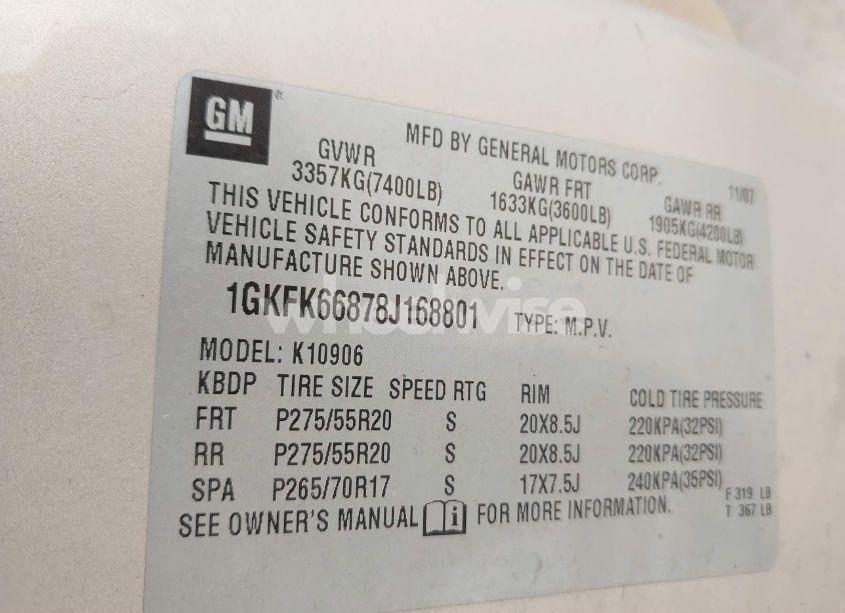 GM®
MFD BY GENERAL MOTORS CORP. 11/07
GVWR GAWR FRT GAWR RR
3357KG(7400LB) 1633KG(3600LB) 1905KG(4200LB)
THIS VEHICLE CONFORMS TO ALL APPLICABLE U.S. FEDERAL MOTOR
VEHICLE SAFETY STANDARDS IN EFFECT ON THE DATE OF
MANUFACTURE SHOWN ABOVE.
1GKFK66878J168801 TYPE: M.P.V.
MODEL: K10906
KBDP TIRE SIZE SPEED RTG RIM COLD TIRE PRESSURE
FRT P275/55R20 S 20X8.5J 220KPA(32PSI)
RR P275/55R20 S 20X8.5J 220KPA(32PSI)
SPA P265/70R17 S 17X7.5J 240KPA(35PSI)
F 319 LB
SEE OWNER'S MANUAL i FOR MORE INFORMATION. T 367 LB